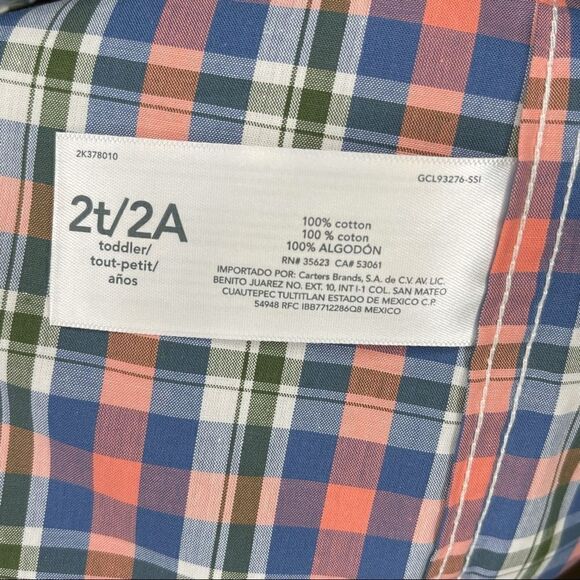 2K378010
GCL93276-SSI
2t/2A
toddler/
tout-petit/
años
100% cotton
100 % coton
100% ALGODÓN
RN# 35623 CA# 53061
IMPORTADO POR: Carters Brands, S.A. de C.V. AV. LIC.
BENITO JUAREZ NO. EXT. 10, INT I-1 COL. SAN MATEO
CUAUTEPEC TULTITLAN ESTADO DE MEXICO C.P.
54948 RFC IBB7712286Q8 MEXICO